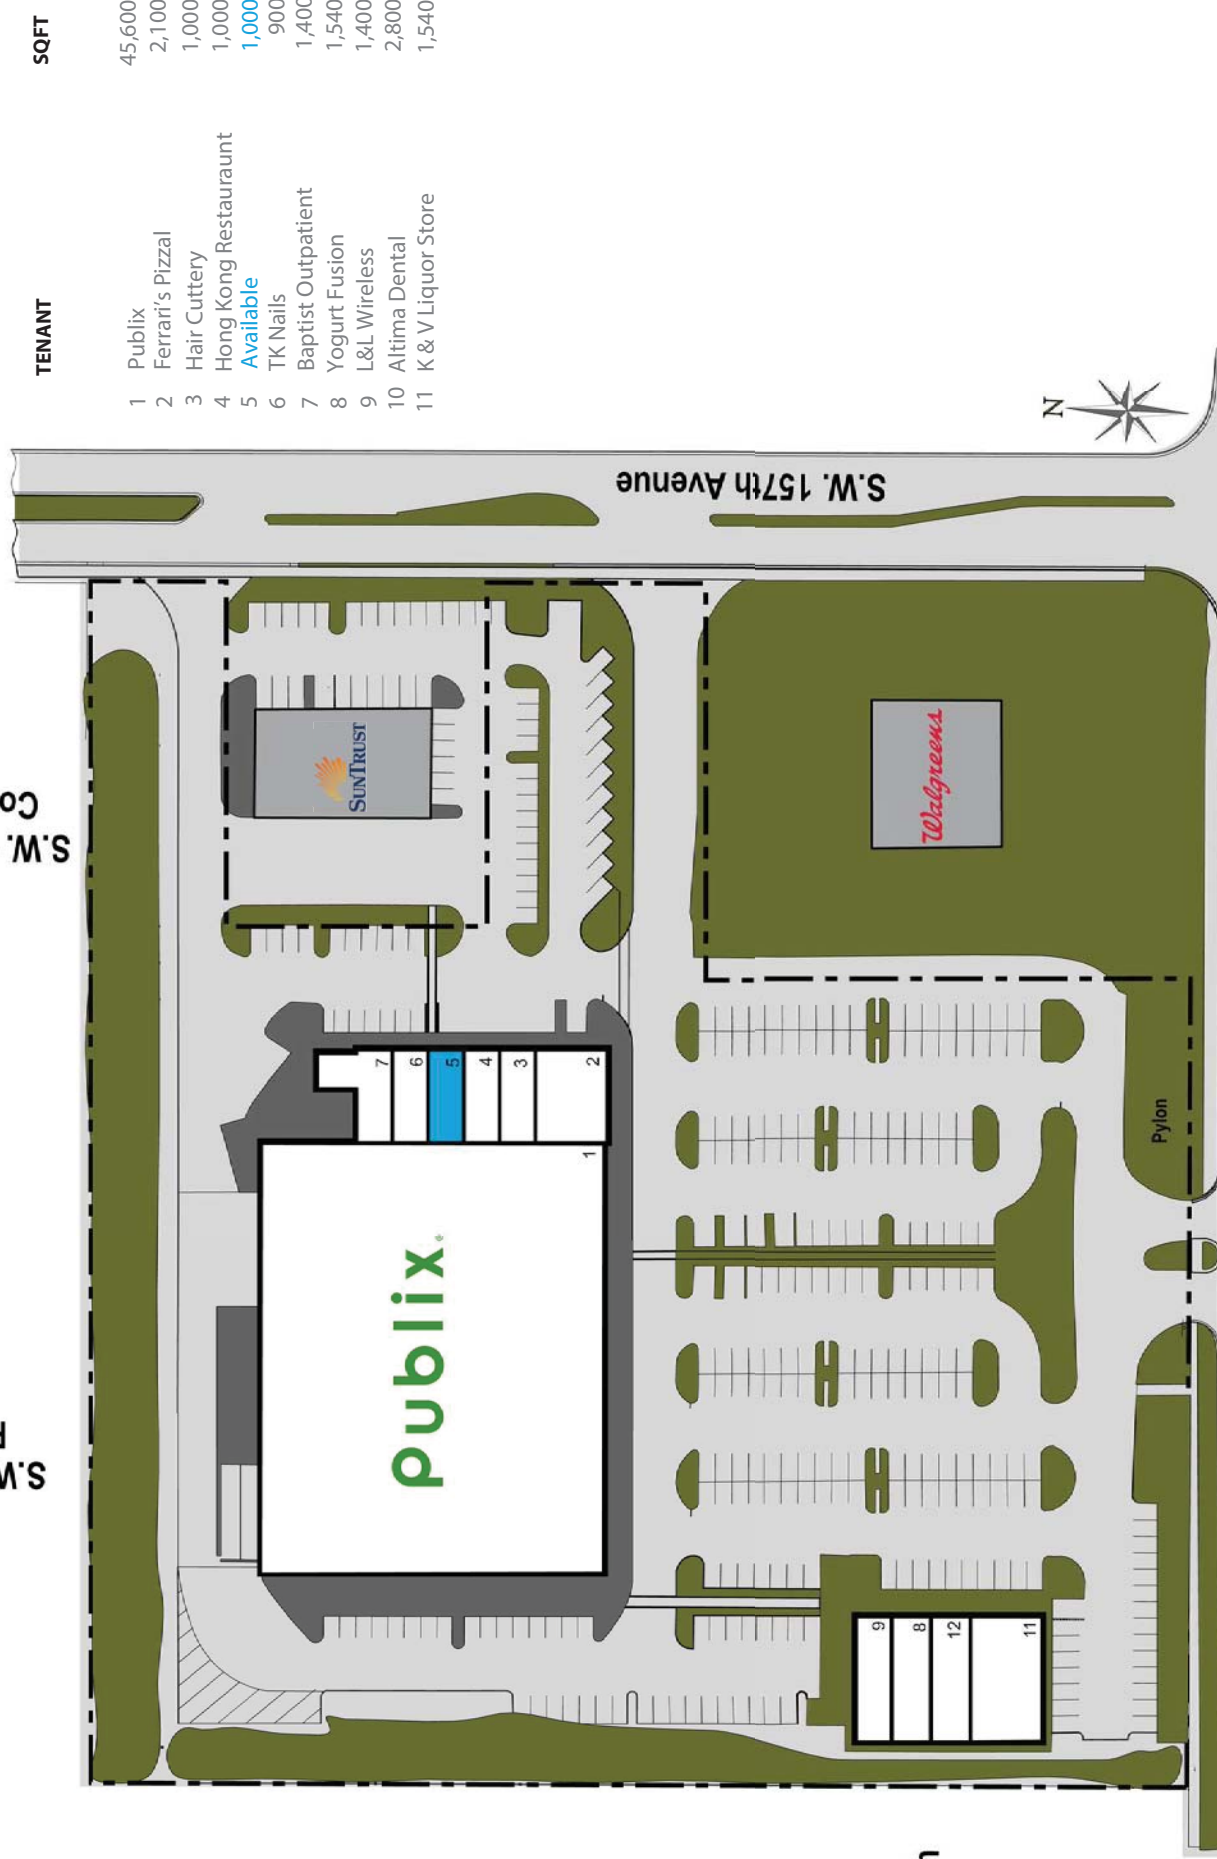 TENANT SQFT
1 Publix 45,600
2 Ferrari's Pizzal 2,100
3 Hair Cuttery 1,000
4 Hong Kong Restauraunt 1,000
5 Available 1,000
6 TK Nails 900
7 Baptist Outpatient 1,400
8 Yogurt Fusion 1,540
9 L&L Wireless 1,400
10 Altima Dental 2,800
11 K & V Liquor Store 1,540
S.W.
Co
S.W
S.W. 157th Avenue
N
SUNTRUST
Walgreens
Publix
7
6
5
4
3
2
1
Pylon
9
8
12
11